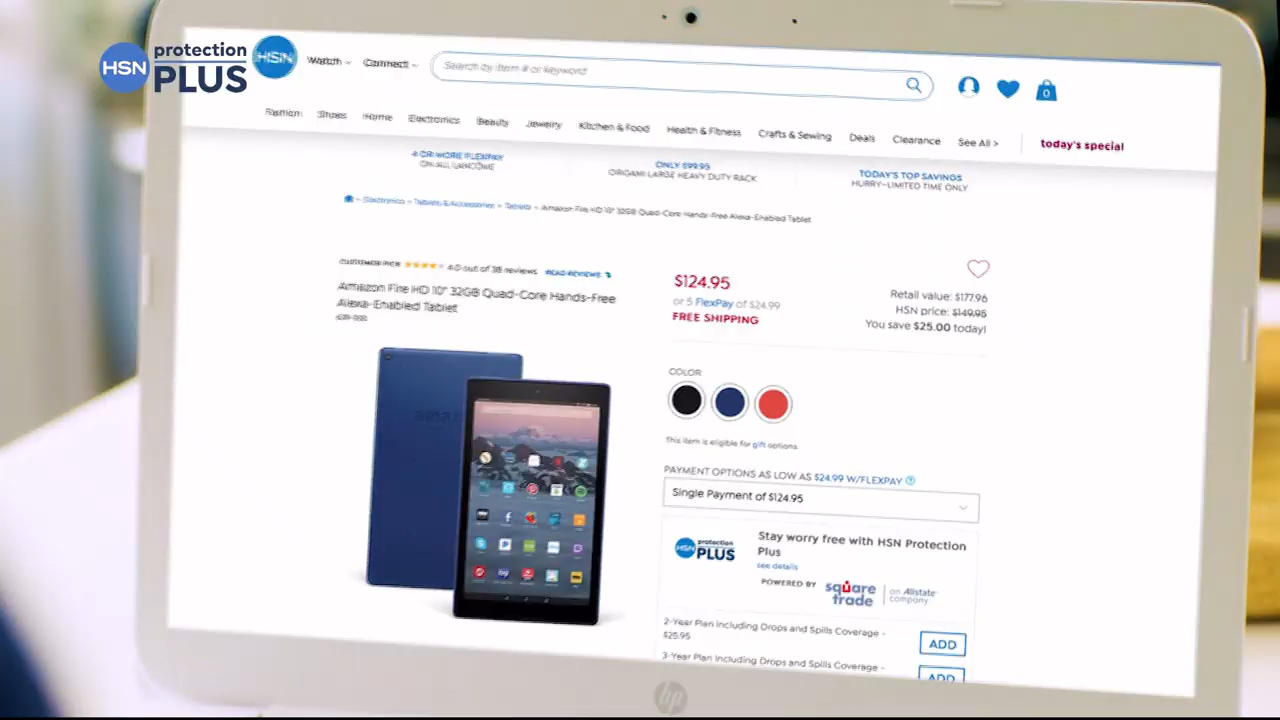 HSN protection PLUS
HSN Watch Connect Search by item # or keyword
0
Fashion Shoes Home Electronics Beauty Jewelry Kitchen & Food Health & Fitness Crafts & Sewing Deals Clearance See All > today's special
4 OR MORE FLEXPAY
ON ALL LANCOME
ONLY $99.95
ORIGAMI LARGE HEAVY DUTY RACK
TODAY'S TOP SAVINGS
HURRY-LIMITED TIME ONLY
Electronics Tablets & Accessories Tablets Amazon Fire HD 10" 32GB Quad-Core Hands-Free Alexa-Enabled Tablet
CUSTOMER PICK 4.0 out of 38 reviews READ REVIEWS
Amazon Fire HD 10" 32GB Quad-Core Hands-Free
Alexa-Enabled Tablet
$124.95
or 5 FlexPay of $24.99
FREE SHIPPING
Retail value: $177.96
HSN price: $149.95
You save $25.00 today!
COLOR
This item is eligible for gift options.
PAYMENT OPTIONS AS LOW AS $24.99 W/FLEXPAY ?
Single Payment of $124.95
HSN protection PLUS
Stay worry free with HSN Protection
Plus
see details
POWERED BY square trade | an Allstate company
2-Year Plan Including Drops and Spills Coverage -
$25.95
ADD
3-Year Plan Including Drops and Spills Coverage -
ADD
hp